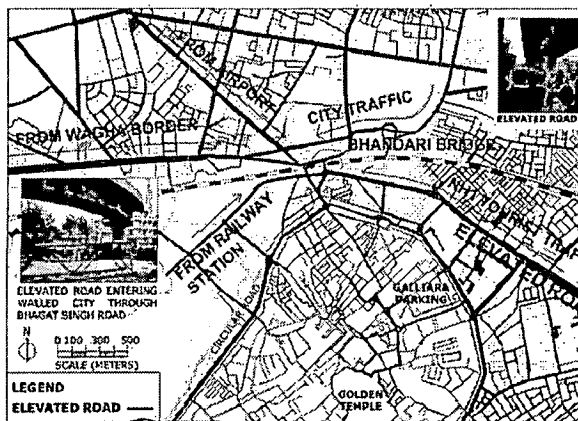 FROM AIRPORT
CITY TRAFFIC
ELEVATED ROAD
FROM WAGHA BORDER
BHANDARI BRIDGE
FROM RAILWAY
STATION
ELEVATED
GALLIARA
PARKING
ELEVATED ROAD ENTERING
WALLED CITY THROUGH
BHAGAT SINGH ROAD
CIRCULAR ROAD
N
0 100 300 500
SCALE (METERS)
LEGEND
ELEVATED ROAD
GOLDEN
TEMPLE